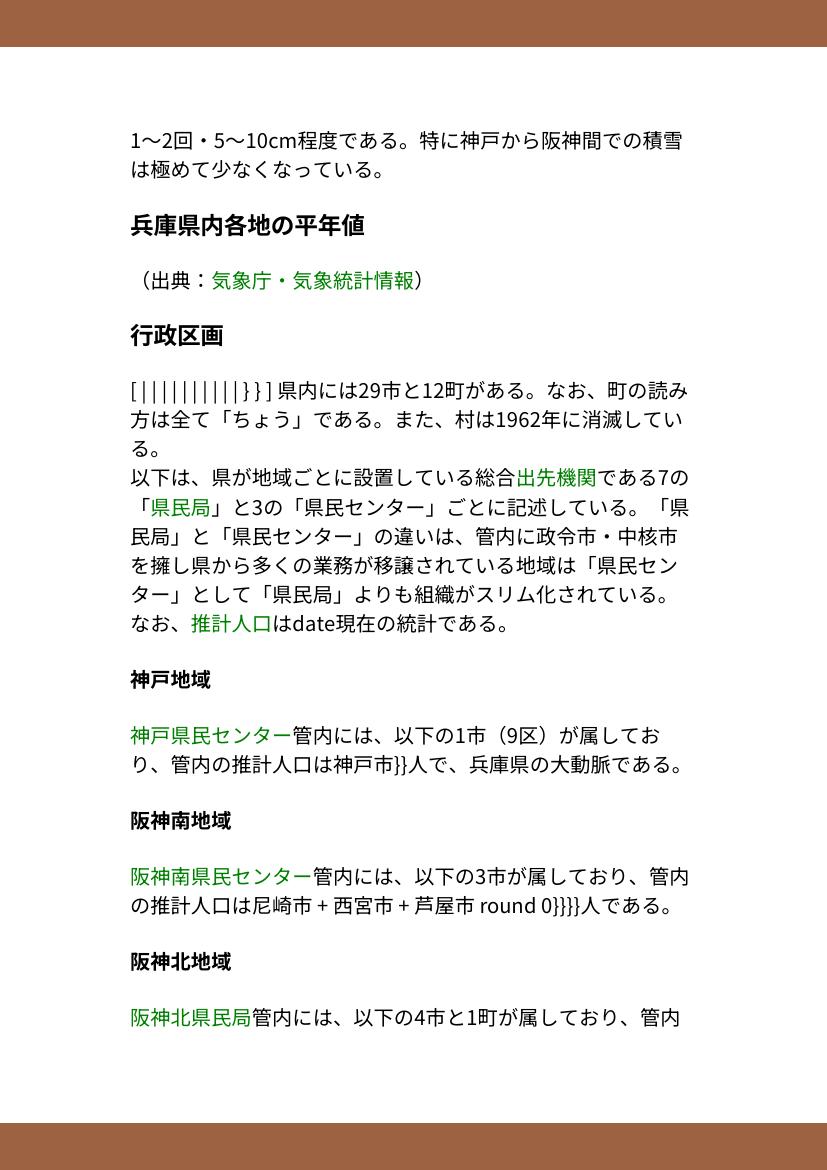 1〜2回・5〜10cm程度である。特に神戸から阪神間での積雪
は極めて少なくなっている。
兵庫県内各地の平年値
（出典：気象庁・気象統計情報）
行政区画
[||||||||||}}] 県内には29市と12町がある。なお、町の読み
方は全て「ちょう」である。また、村は1962年に消滅してい
る。
以下は、県が地域ごとに設置している総合出先機関である7の
「県民局」と3の「県民センター」ごとに記述している。「県
民局」と「県民センター」の違いは、管内に政令市・中核市
を擁し県から多くの業務が移譲されている地域は「県民セン
ター」として「県民局」よりも組織がスリム化されている。
なお、推計人口はdate現在の統計である。
神戸地域
神戸県民センター管内には、以下の1市（9区）が属してお
り、管内の推計人口は神戸市}}人で、兵庫県の大動脈である。
阪神南地域
阪神南県民センター管内には、以下の3市が属しており、管内
の推計人口は尼崎市 + 西宮市 + 芦屋市 round 0}}}}人である。
阪神北地域
阪神北県民局管内には、以下の4市と1町が属しており、管内